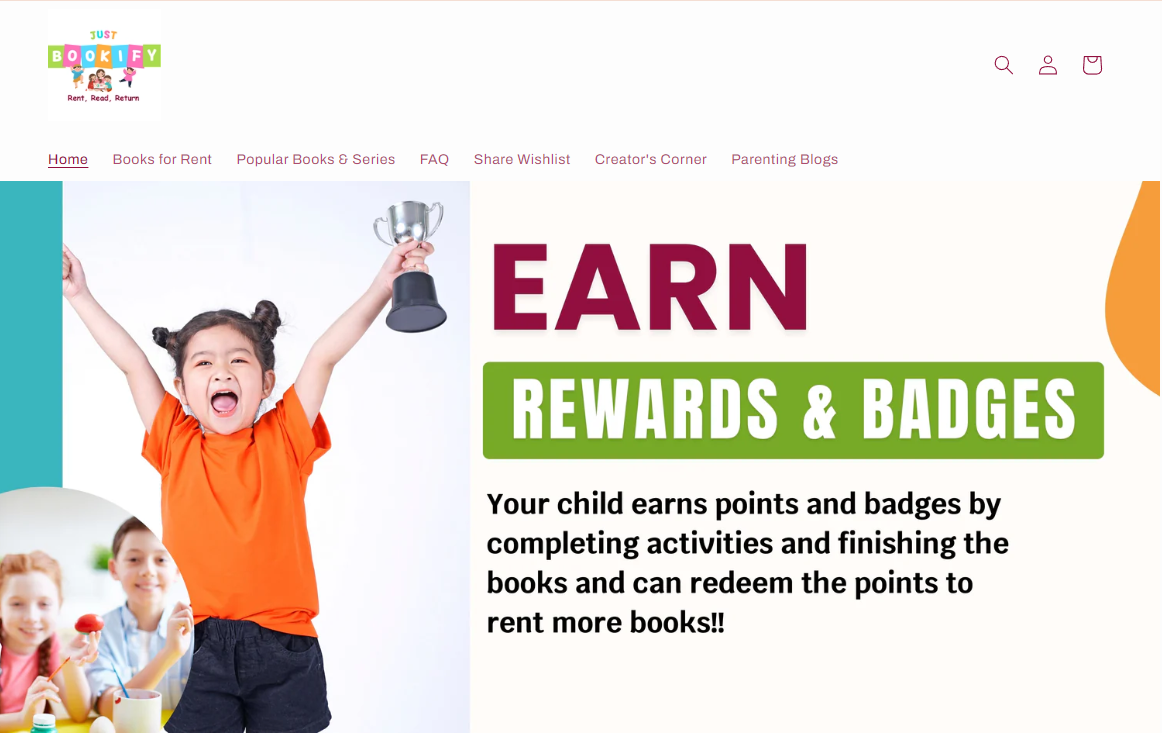 JUST
BOOKIFY
Rent, Read, Return
Home Books for Rent Popular Books & Series FAQ Share Wishlist Creator's Corner Parenting Blogs
EARN
REWARDS & BADGES
Your child earns points and badges by
completing activities and finishing the
books and can redeem the points to
rent more books!!